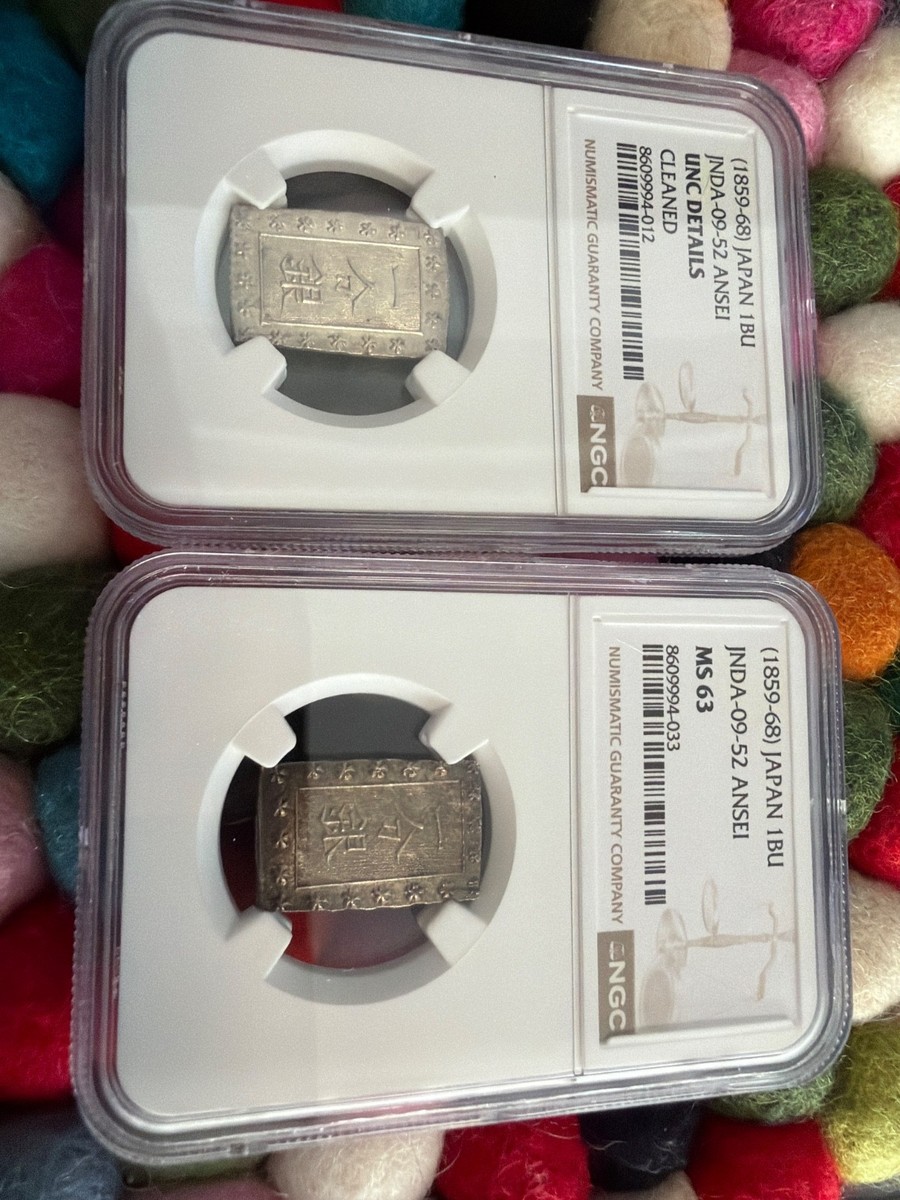 (1859-68) JAPAN 1BU
JNDA-09-52 ANSEI
UNC DETAILS
CLEANED
8609994-012
NUMISMATIC GUARANTY COMPANY
NGC
一分銀
(1859-68) JAPAN 1BU
JNDA-09-52 ANSEI
MS 63
8609994-033
NUMISMATIC GUARANTY COMPANY
NGC
一分銀